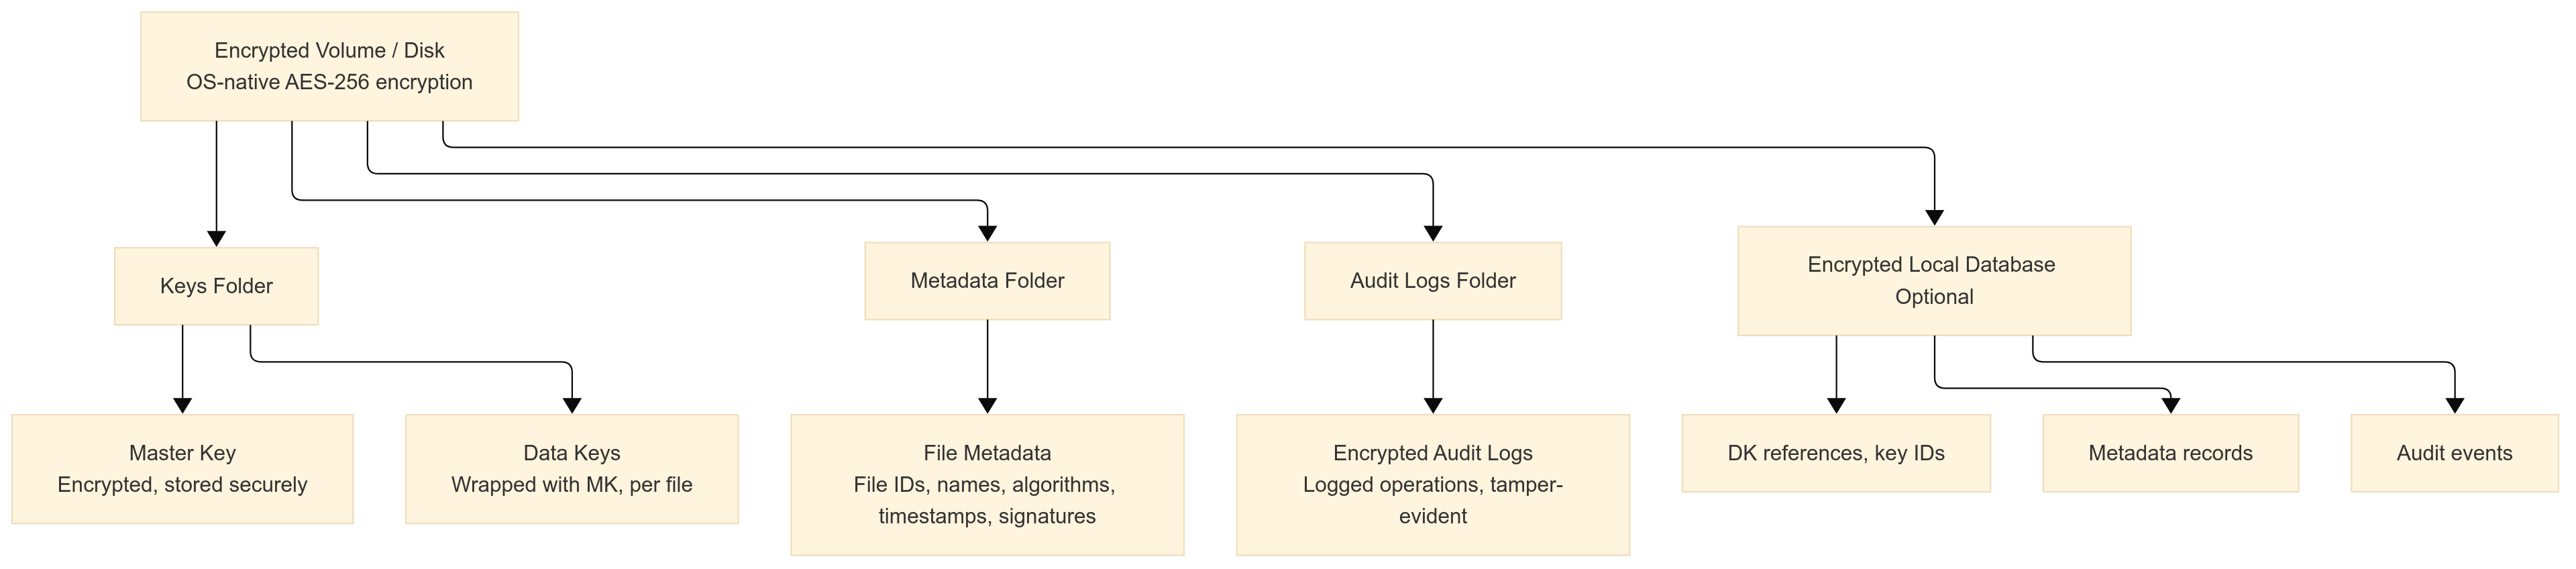 Encrypted Volume / Disk
OS-native AES-256 encryption
Keys Folder
Metadata Folder
Audit Logs Folder
Encrypted Local Database
Optional
Master Key
Encrypted, stored securely
Data Keys
Wrapped with MK, per file
File Metadata
File IDs, names, algorithms,
timestamps, signatures
Encrypted Audit Logs
Logged operations, tamper-
evident
DK references, key IDs
Metadata records
Audit events